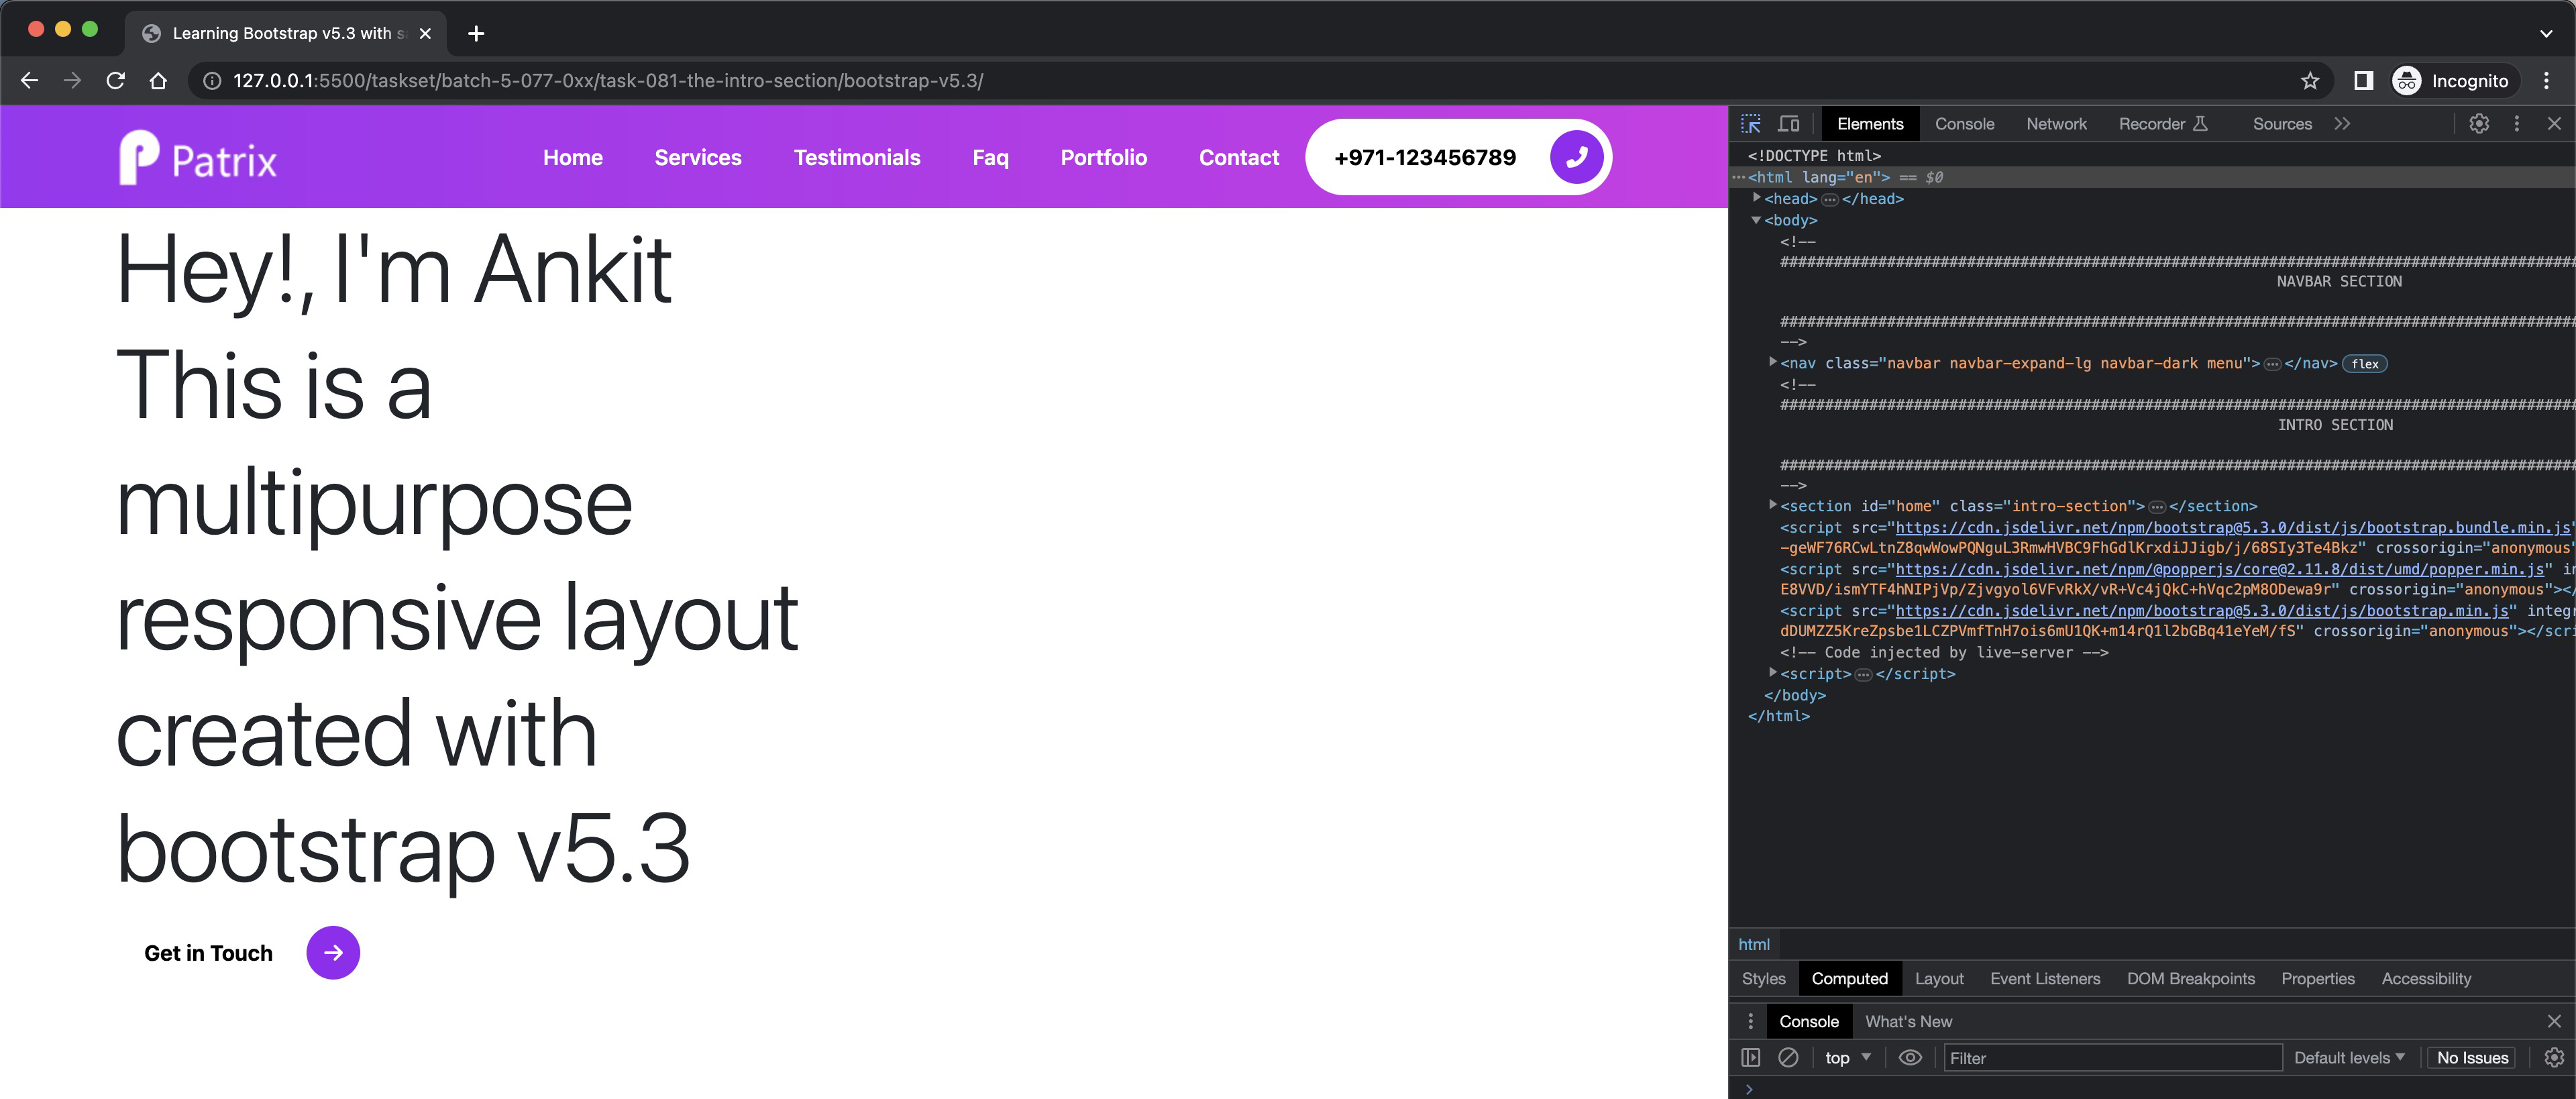 Learning Bootstrap v5.3 with s
127.0.0.1:5500/taskset/batch-5-077-0xx/task-081-the-intro-section/bootstrap-v5.3/
Incognito
Patrix
Home
Services
Testimonials
Faq
Portfolio
Contact
+971-123456789
Hey!, I'm Ankit
This is a
multipurpose
responsive layout
created with
bootstrap v5.3
Get in Touch
Elements
Console
Network
Recorder
Sources
<!DOCTYPE html>
<html lang="en"> == $0
<head> </head>
<body>
<!--
NAVBAR SECTION
-->
<nav class="navbar navbar-expand-lg navbar-dark menu"> </nav> flex
<!--
INTRO SECTION
-->
<section id="home" class="intro-section"> </section>
<script src="https://cdn.jsdelivr.net/npm/bootstrap@5.3.0/dist/js/bootstrap.bundle.min.js"
-geWF76RCwLtnZ8qwWowPQNguL3RmwHVBC9FhGdlKrxdiJJigb/j/68SIy3Te4Bkz" crossorigin="anonymous"
<script src="https://cdn.jsdelivr.net/npm/@popperjs/core@2.11.8/dist/umd/popper.min.js" in
E8VVD/ismYTF4hNIPjVp/Zjvgyol6VFvRkX/vR+Vc4jQkC+hVqc2pM8ODewa9r" crossorigin="anonymous"></
<script src="https://cdn.jsdelivr.net/npm/bootstrap@5.3.0/dist/js/bootstrap.min.js" integr
dDUMZZ5KreZpsbe1LCZPVmfTnH7ois6mU1QK+m14rQ1l2bGBq41eYeM/fS" crossorigin="anonymous"></scri
<!-- Code injected by live-server -->
<script> </script>
</body>
</html>
html
Styles
Computed
Layout
Event Listeners
DOM Breakpoints
Properties
Accessibility
Console
What's New
top
Filter
Default levels
No Issues